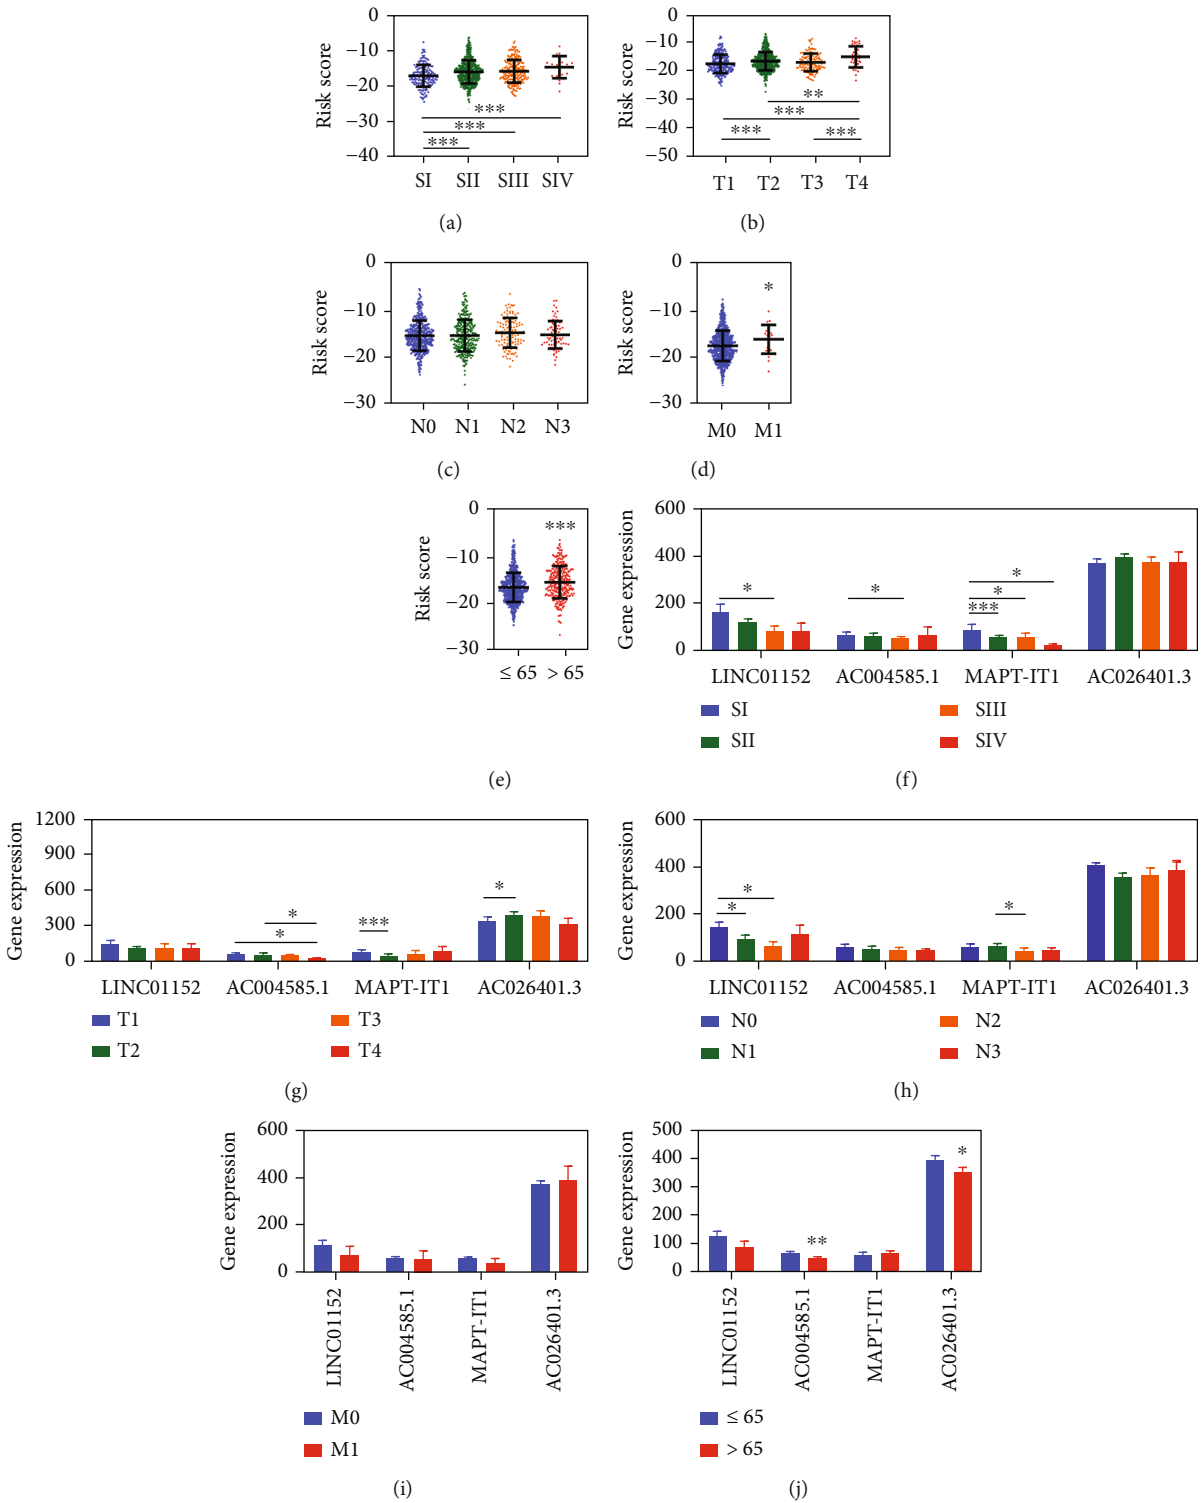 0
−10
−20
−30
−40
Risk score
***
***
***
SI SII SIII SIV
(a)
0
−10
−20
−30
−40
−50
Risk score
**
***
*** ***
T1 T2 T3 T4
(b)
0
−10
−20
−30
Risk score
N0 N1 N2 N3
(c)
0
−10
−20
−30
Risk score
*
M0 M1
(d)
0
−10
−20
−30
Risk score
***
≤ 65 > 65
(e)
600
400
200
0
Gene expression
* * *
*
***
LINC01152 AC004585.1 MAPT-IT1 AC026401.3
SI SIII
SII SIV
(f)
1200
900
600
300
0
Gene expression
*
* ***
*
LINC01152 AC004585.1 MAPT-IT1 AC026401.3
T1 T3
T2 T4
(g)
600
400
200
0
Gene expression
*
* *
LINC01152 AC004585.1 MAPT-IT1 AC026401.3
N0 N2
N1 N3
(h)
600
400
200
0
Gene expression
LINC01152
AC004585.1
MAPT-IT1
AC026401.3
M0
M1
(i)
500
400
300
200
100
0
Gene expression
*
**
LINC01152
AC004585.1
MAPT-IT1
AC026401.3
≤ 65
> 65
(j)